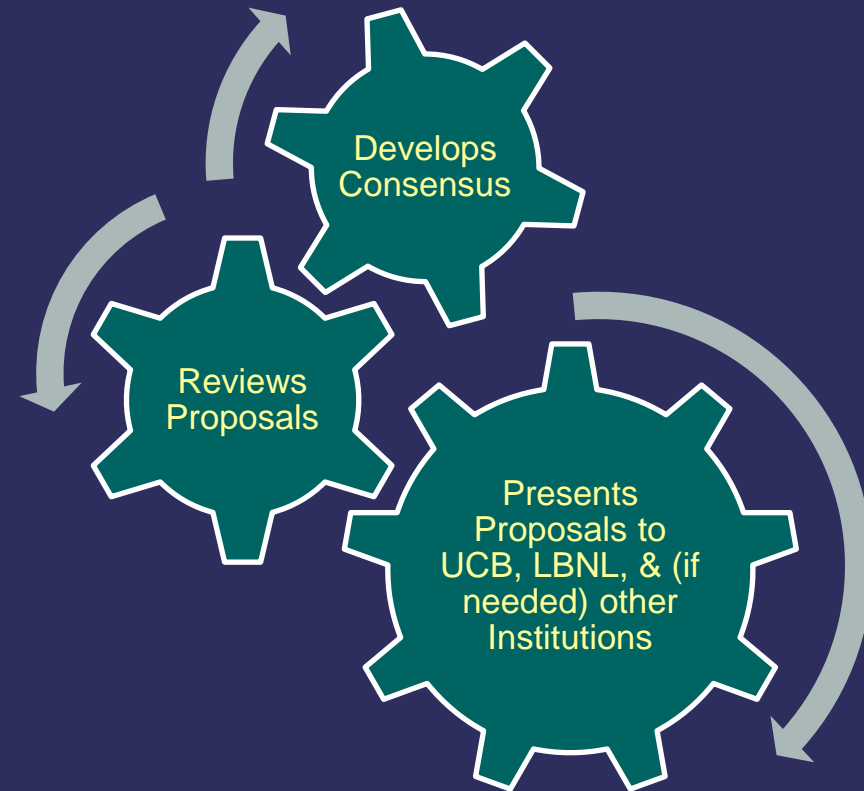 Develops
Consensus
Reviews
Proposals
Presents
Proposals to
UCB, LBNL, & (if
needed) other
Institutions